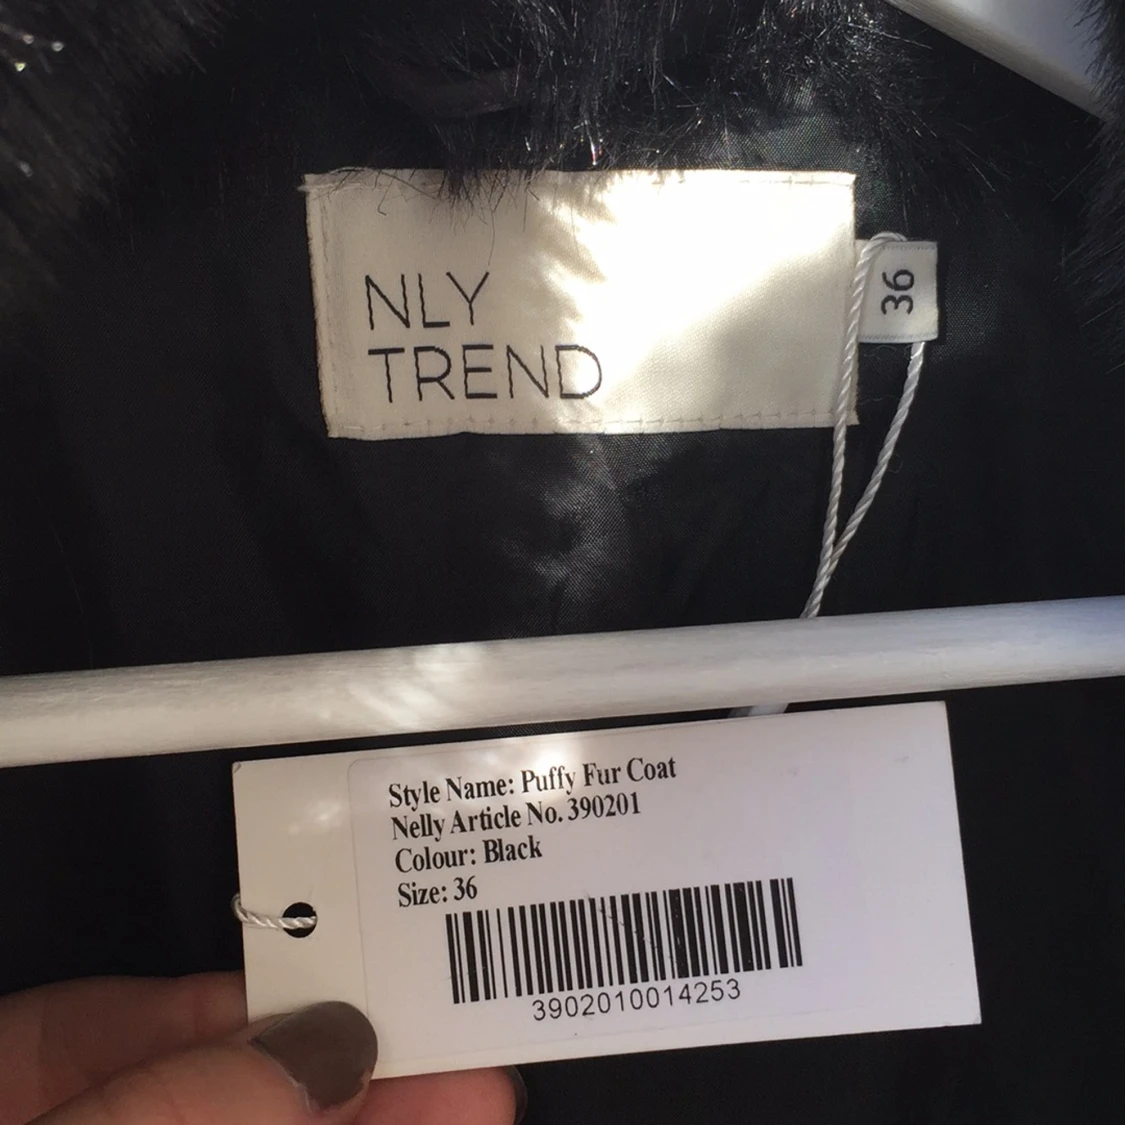 NLY
TREND
36
Style Name: Puffy Fur Coat
Nelly Article No. 390201
Colour: Black
Size: 36
3902010014253